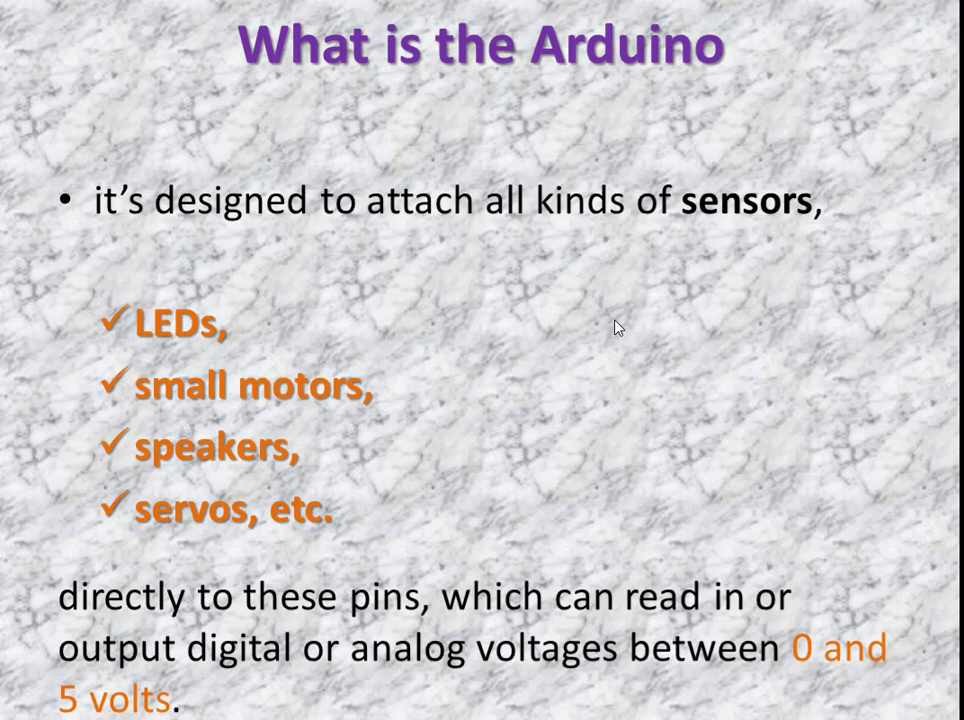 What is the Arduino
• it’s designed to attach all kinds of sensors,
✓ LEDs,
✓ small motors,
✓ speakers,
✓ servos, etc.
directly to these pins, which can read in or
output digital or analog voltages between 0 and
5 volts.